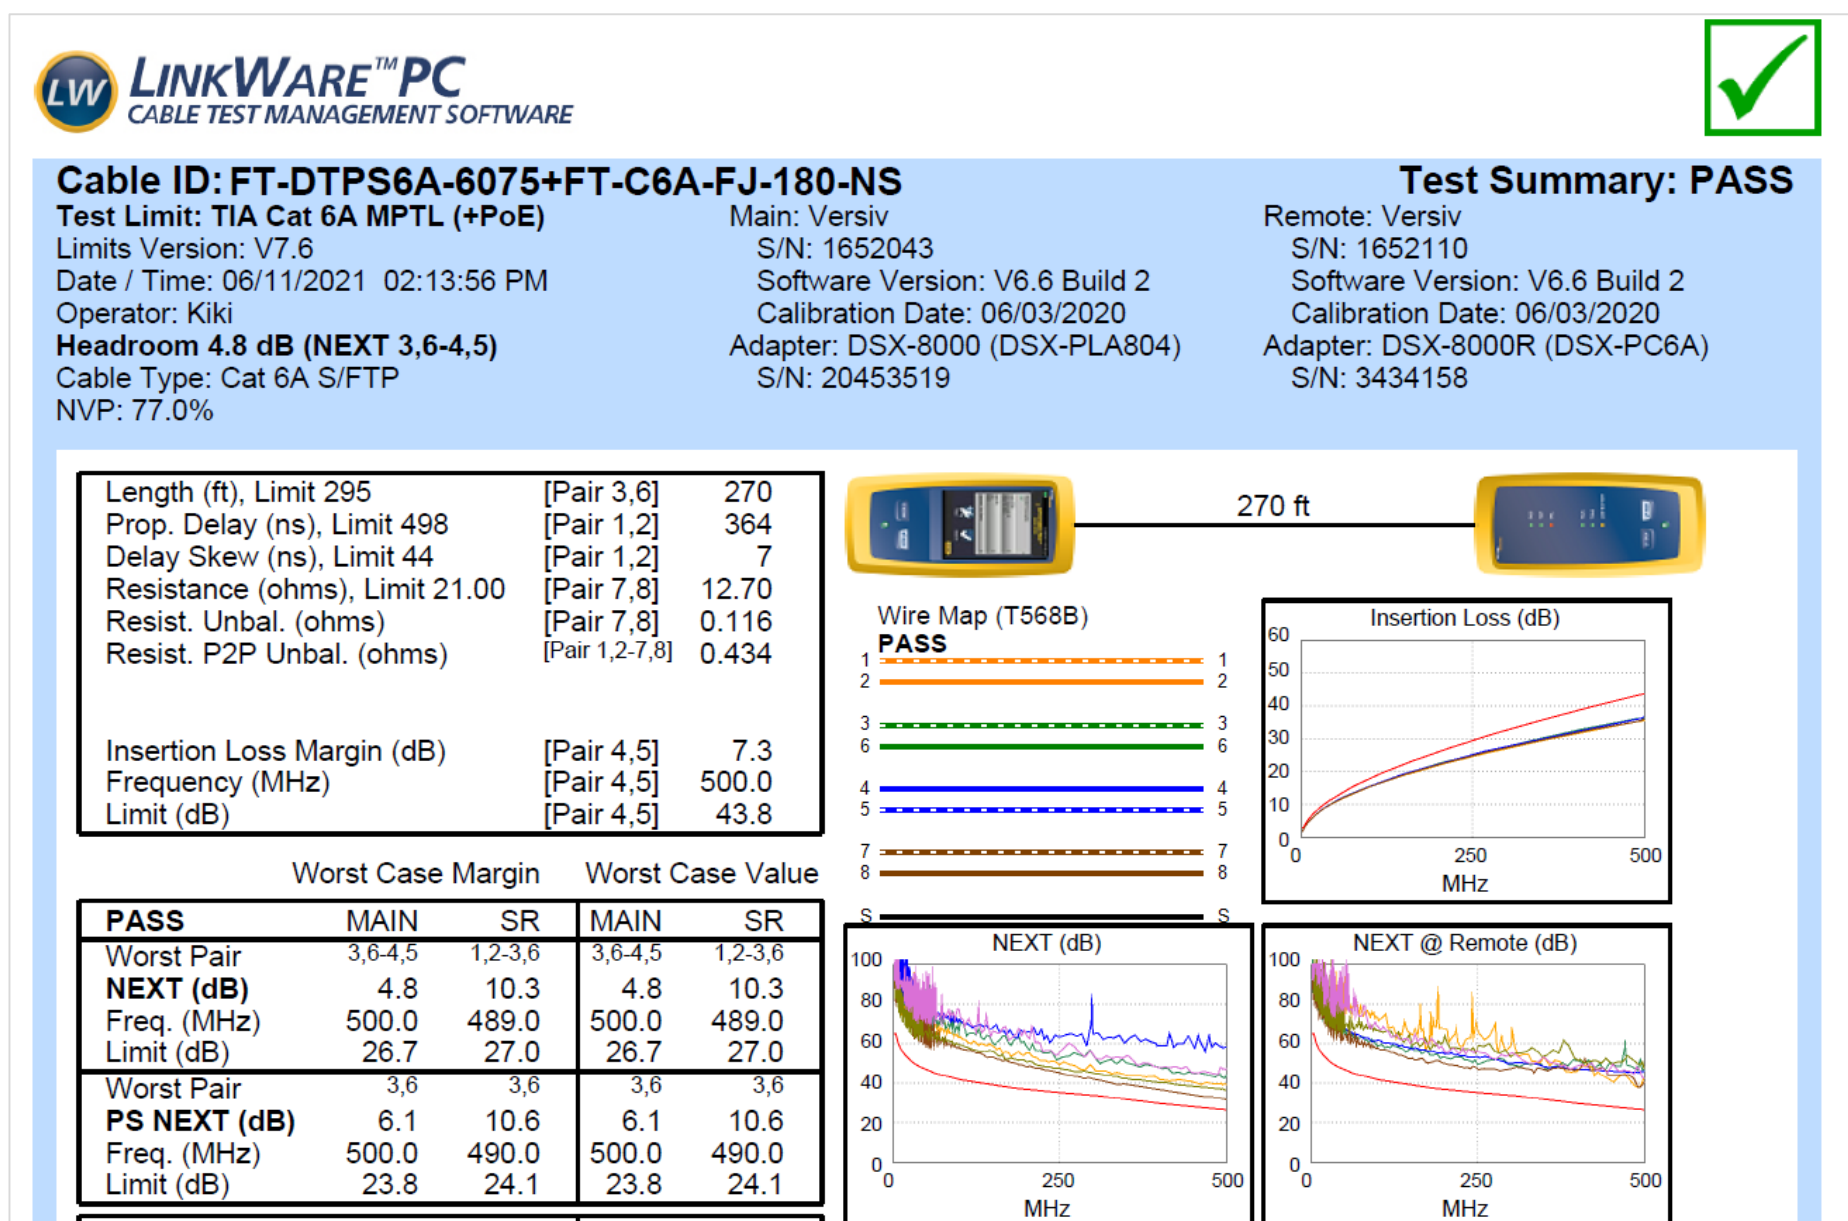 LW LINKWARE™PC
CABLE TEST MANAGEMENT SOFTWARE
Cable ID: FT-DTPS6A-6075+FT-C6A-FJ-180-NS
Test Summary: PASS
Test Limit: TIA Cat 6A MPTL (+PoE)
Limits Version: V7.6
Date / Time: 06/11/2021 02:13:56 PM
Operator: Kiki
Headroom 4.8 dB (NEXT 3,6-4,5)
Cable Type: Cat 6A S/FTP
NVP: 77.0%
Main: Versiv
S/N: 1652043
Software Version: V6.6 Build 2
Calibration Date: 06/03/2020
Adapter: DSX-8000 (DSX-PLA804)
S/N: 20453519
Remote: Versiv
S/N: 1652110
Software Version: V6.6 Build 2
Calibration Date: 06/03/2020
Adapter: DSX-8000R (DSX-PC6A)
S/N: 3434158
Length (ft), Limit 295 [Pair 3,6] 270
Prop. Delay (ns), Limit 498 [Pair 1,2] 364
Delay Skew (ns), Limit 44 [Pair 1,2] 7
Resistance (ohms), Limit 21.00 [Pair 7,8] 12.70
Resist. Unbal. (ohms) [Pair 7,8] 0.116
Resist. P2P Unbal. (ohms) [Pair 1,2-7,8] 0.434
Insertion Loss Margin (dB) [Pair 4,5] 7.3
Frequency (MHz) [Pair 4,5] 500.0
Limit (dB) [Pair 4,5] 43.8
Worst Case Margin Worst Case Value
PASS MAIN SR MAIN SR
Worst Pair 3,6-4,5 1,2-3,6 3,6-4,5 1,2-3,6
NEXT (dB) 4.8 10.3 4.8 10.3
Freq. (MHz) 500.0 489.0 500.0 489.0
Limit (dB) 26.7 27.0 26.7 27.0
Worst Pair 3,6 3,6 3,6 3,6
PS NEXT (dB) 6.1 10.6 6.1 10.6
Freq. (MHz) 500.0 490.0 500.0 490.0
Limit (dB) 23.8 24.1 23.8 24.1
270 ft
Wire Map (T568B)
PASS
1 1
2 2
3 3
6 6
4 4
5 5
7 7
8 8
S S
Insertion Loss (dB)
60
50
40
30
20
10
0
0 250 500
MHz
NEXT (dB)
100
80
60
40
20
0
0 250 500
MHz
NEXT @ Remote (dB)
100
80
60
40
20
0
0 250 500
MHz